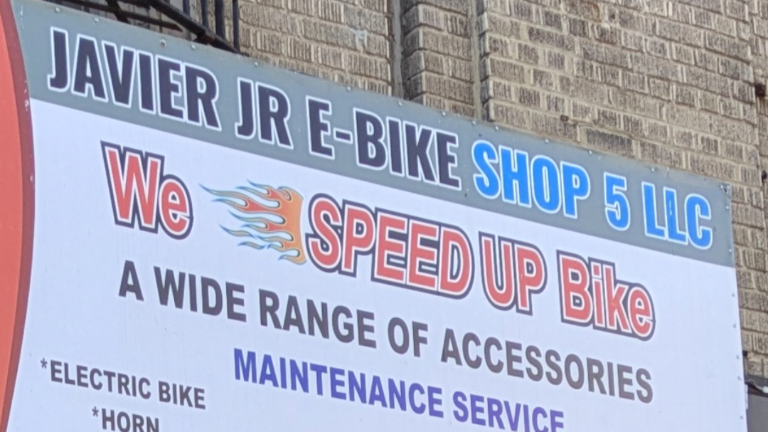 JAVIER JR E-BIKE SHOP 5 LLC
We SPEED UP Bike
A WIDE RANGE OF ACCESSORIES
MAINTENANCE SERVICE
*ELECTRIC BIKE
*HORN